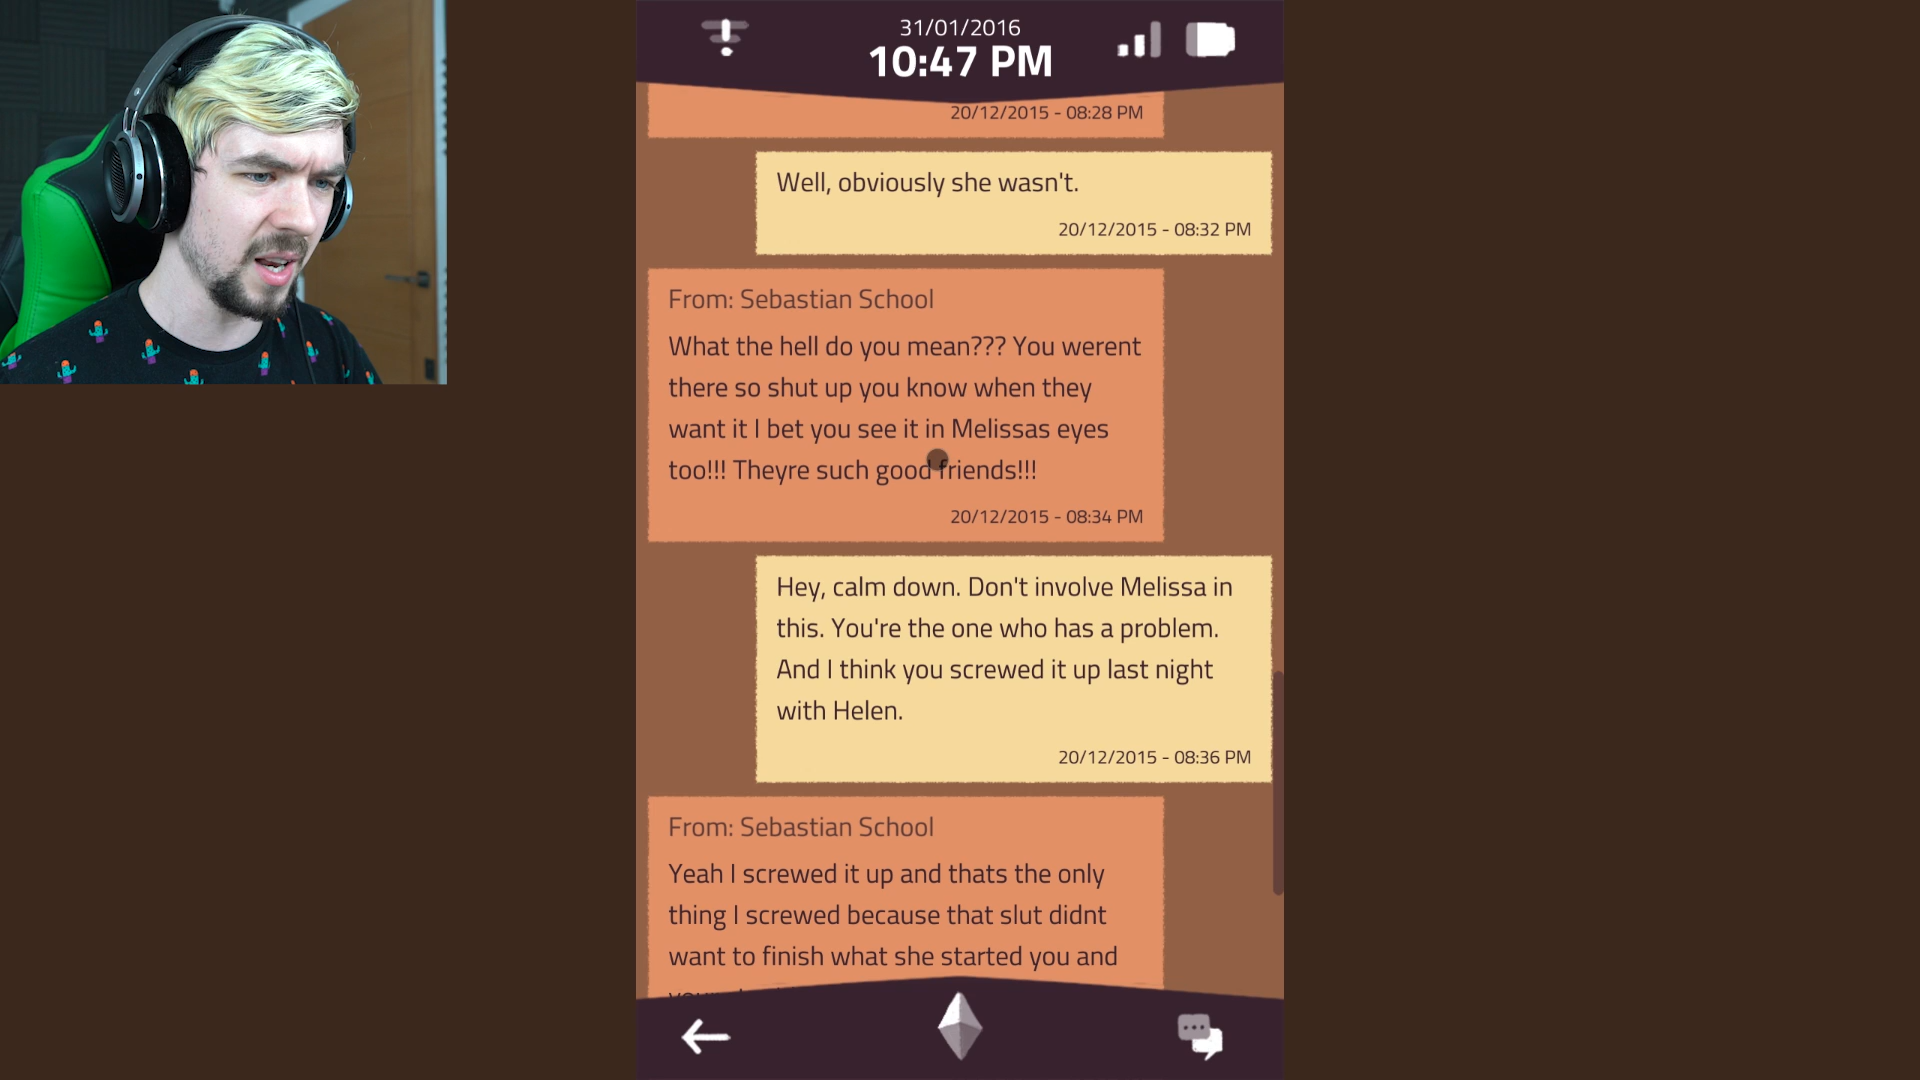 31/01/2016
10:47 PM
20/12/2015 - 08:28 PM
Well, obviously she wasn't.
20/12/2015 - 08:32 PM
From: Sebastian School
What the hell do you mean??? You werent
there so shut up you know when they
want it I bet you see it in Melissas eyes
too!!! Theyre such good friends!!!
20/12/2015 - 08:34 PM
Hey, calm down. Don't involve Melissa in
this. You're the one who has a problem.
And I think you screwed it up last night
with Helen.
20/12/2015 - 08:36 PM
From: Sebastian School
Yeah I screwed it up and thats the only
thing I screwed because that slut didnt
want to finish what she started you and